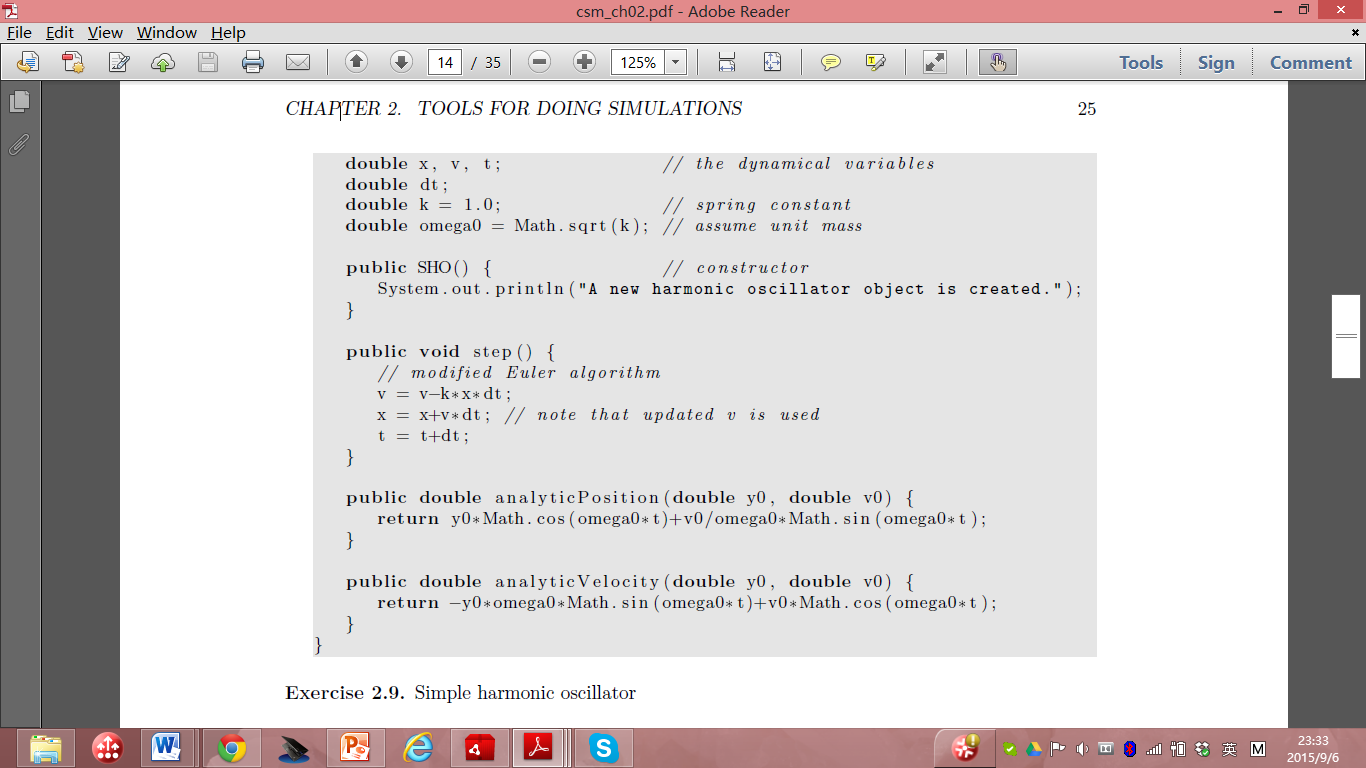 csm_ch02.pdf - Adobe Reader
File Edit View Window Help
14 / 35 125% Tools Sign Comment
CHAPTER 2. TOOLS FOR DOING SIMULATIONS 25
double x, v, t; // the dynamical variables
double dt;
double k = 1.0; // spring constant
double omega0 = Math.sqrt(k); // assume unit mass
public SHO() { // constructor
System.out.println("A new harmonic oscillator object is created.");
}
public void step() {
// modified Euler algorithm
v = v−k*x*dt;
x = x+v*dt; // note that updated v is used
t = t+dt;
}
public double analyticPosition(double y0, double v0) {
return y0*Math.cos(omega0*t)+v0/omega0*Math.sin(omega0*t);
}
public double analyticVelocity(double y0, double v0) {
return −y0*omega0*Math.sin(omega0*t)+v0*Math.cos(omega0*t);
}
}
Exercise 2.9. Simple harmonic oscillator
英 M 23:33
2015/9/6